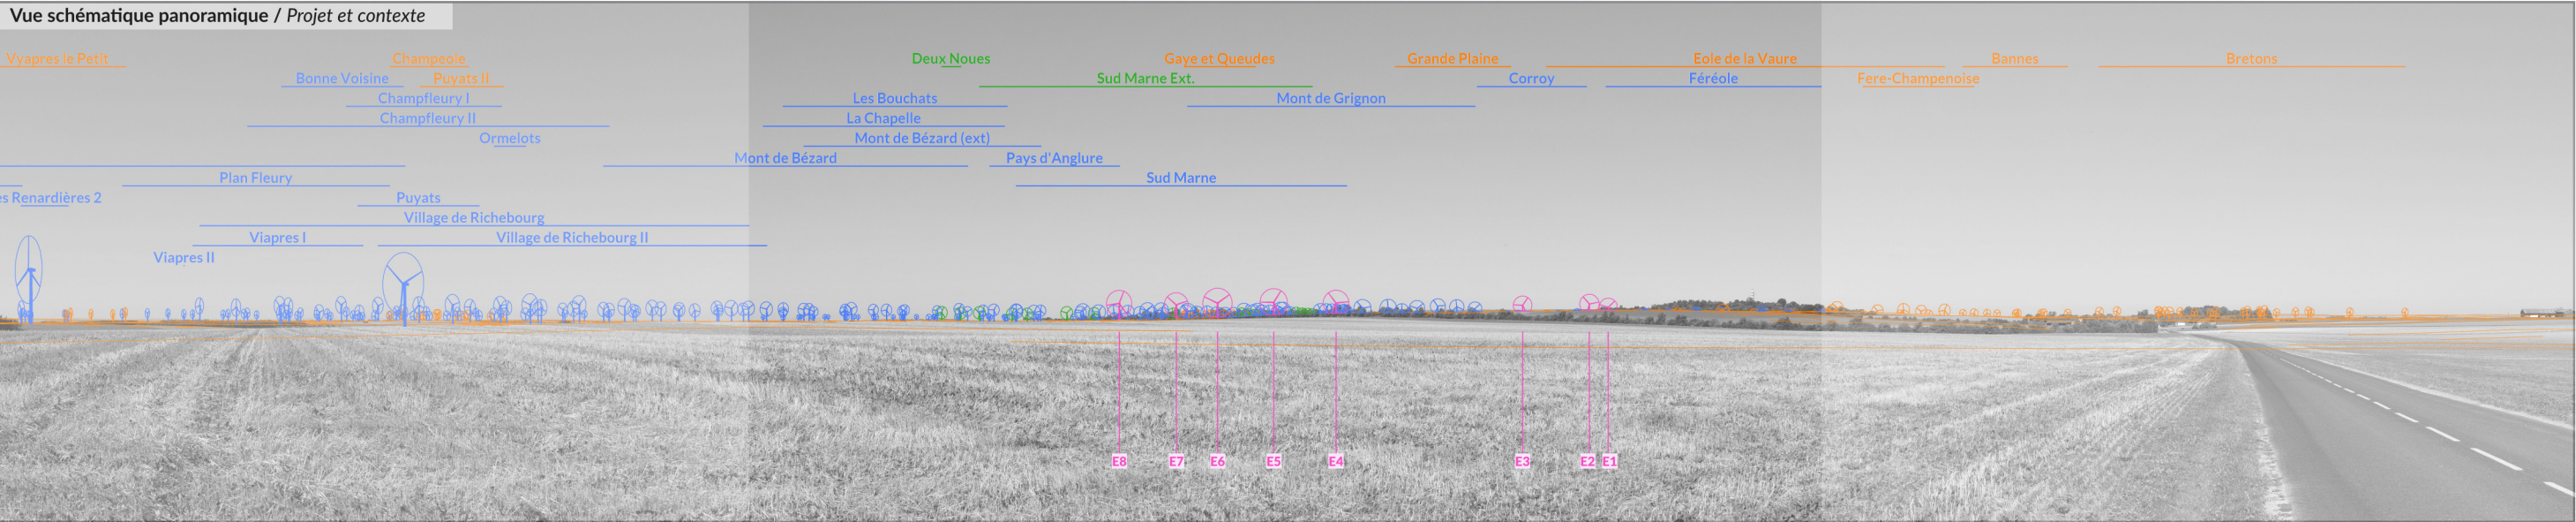 Vue schématique panoramique / Projet et contexte
Vyapres le Petit
Champeole
Deux Noues
Gaye et Queudes
Grande Plaine
Eole de la Vaure
Bannes
Bretons
Bonne Voisine
Puyats II
Sud Marne Ext.
Corroy
Féréole
Fere-Champenoise
Champfleury I
Les Bouchats
Mont de Grignon
Champfleury II
La Chapelle
Ormelots
Mont de Bézard (ext)
Mont de Bézard
Pays d'Anglure
Plan Fleury
Sud Marne
es Renardières 2
Puyats
Village de Richebourg
Viapres I
Village de Richebourg II
Viapres II
E8
E7
E6
E5
E4
E3
E2
E1